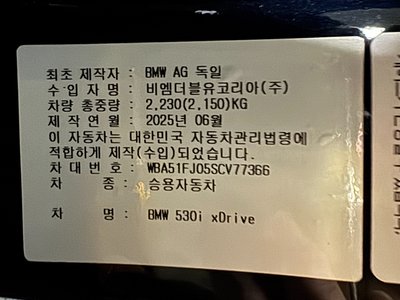 최초 제작자 : BMW AG 독일
수 입 자 명 : 비엠더블유코리아(주)
차량 총중량 : 2,230(2,150)KG
제 작 연 월 : 2025년 06월
이 자동차는 대한민국 자동차관리법령에
적합하게 제작(수입)되었습니다.
차 대 번 호 : WBA51FJ05SCV77366
차 종 : 승용자동차
차 명 : BMW 530i xDrive